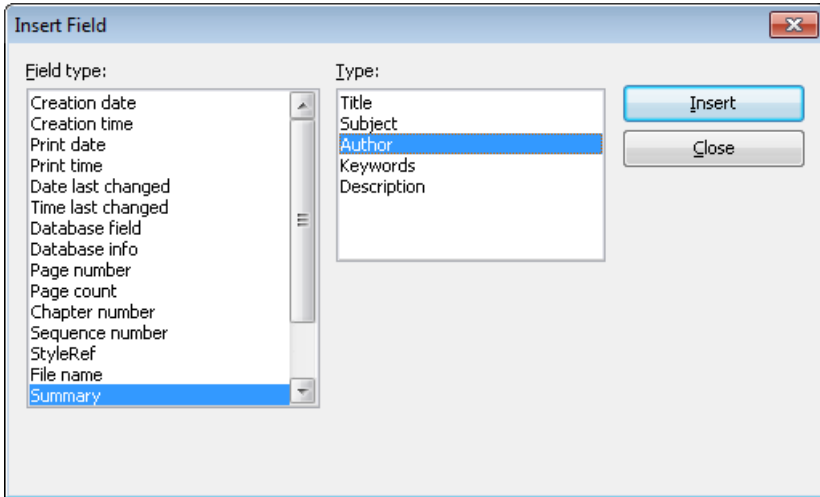 Insert Field
Field type:
Creation date
Creation time
Print date
Print time
Date last changed
Time last changed
Database field
Database info
Page number
Page count
Chapter number
Sequence number
StyleRef
File name
Summary
Type:
Title
Subject
Author
Keywords
Description
Insert
Close